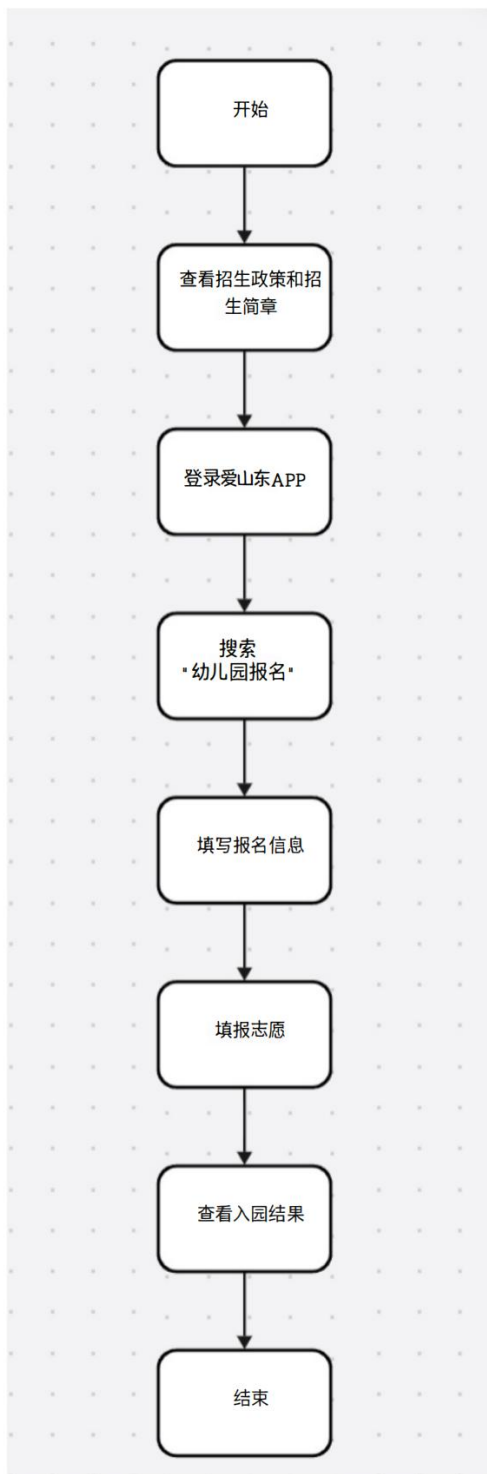 开始
查看招生政策和招
生简章
登录爱山东APP
搜索
"幼儿园报名"
填写报名信息
填报志愿
查看入园结果
结束